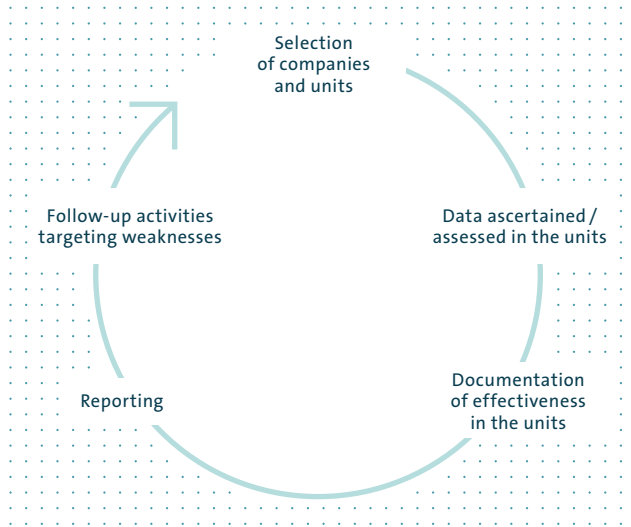 Selection
of companies
and units
Data ascertained /
assessed in the units
Documentation
of effectiveness
in the units
Reporting
Follow-up activities
targeting weaknesses